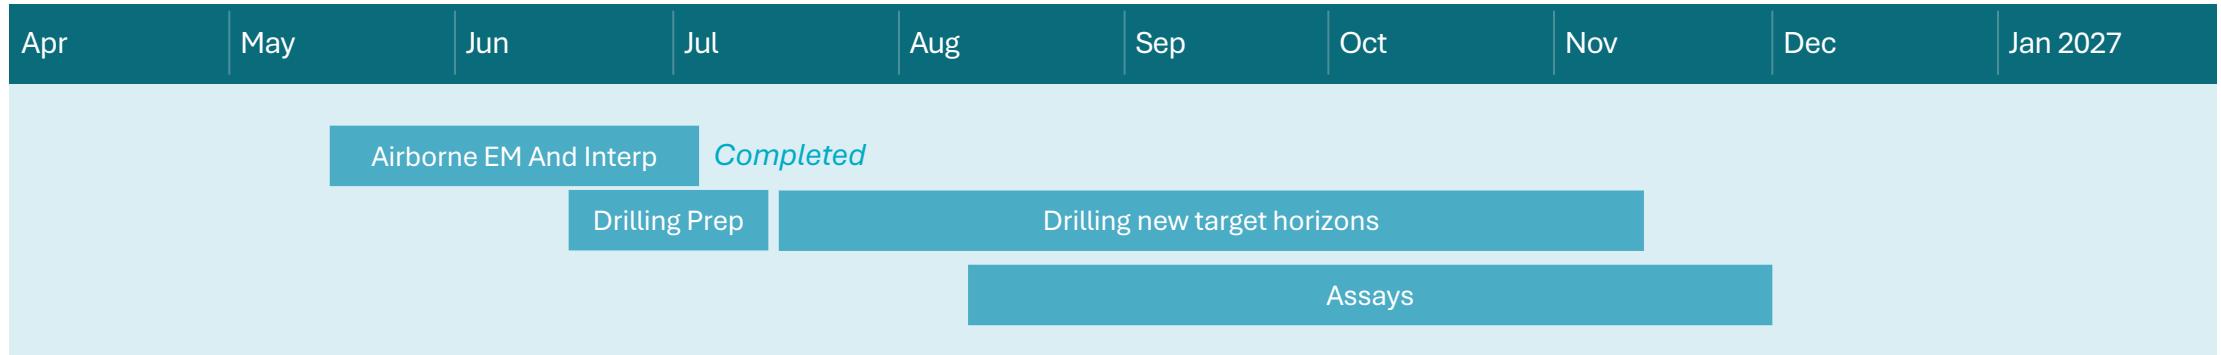 Apr May Jun Jul Aug Sep Oct Nov Dec Jan 2027
Airborne EM And Interp Completed
Drilling Prep Drilling new target horizons
Assays